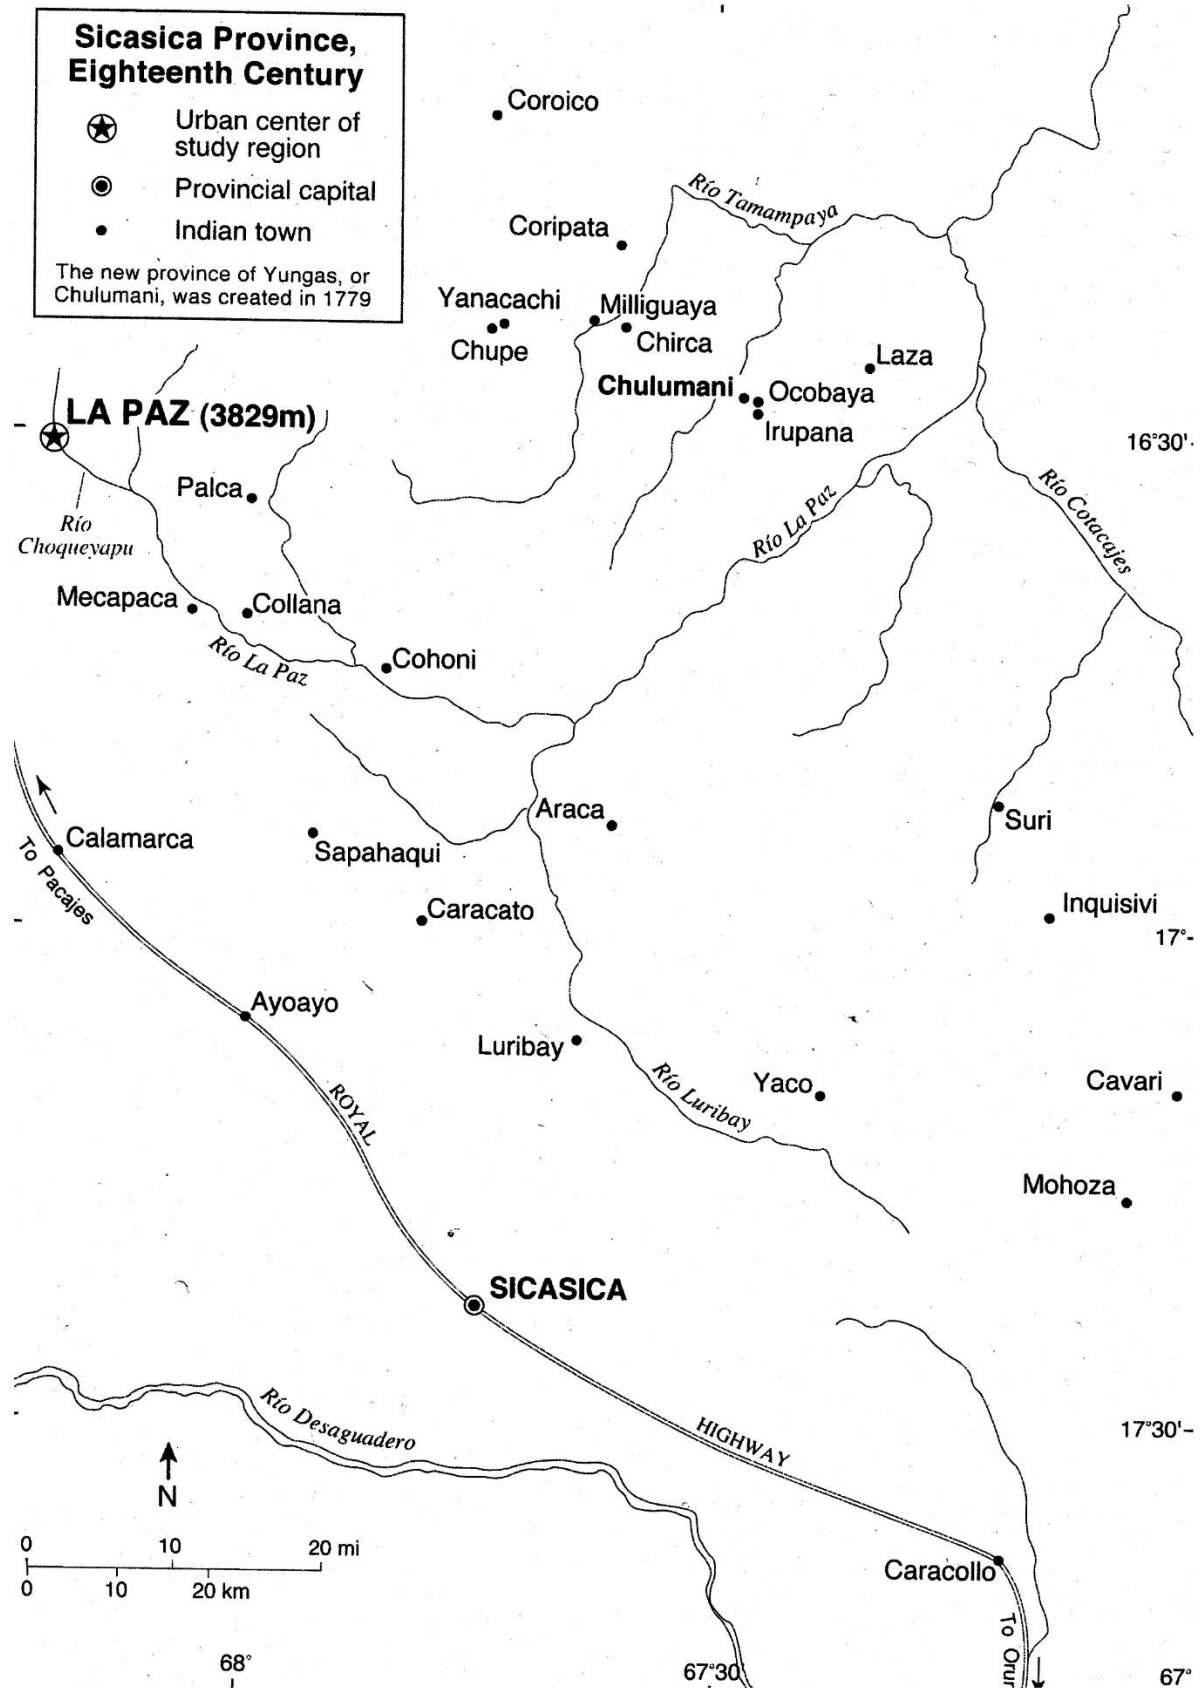 Sicasica Province,
Eighteenth Century
Urban center of
study region
Provincial capital
Indian town
The new province of Yungas, or
Chulumani, was created in 1779
Coroico
Río Tamampaya
Coripata
Yanacachi
Milliguaya
Chupe
Chirca
Laza
Chulumani
Ocobaya
Irupana
LA PAZ (3829m)
16°30'
Palca
Río La Paz
Río Cotacajes
Río
Choqueyapu
Mecapaca
Collana
Río La Paz
Cohoni
Araca
Suri
Calamarca
To Pacajes
Sapahaqui
Caracato
Inquisivi
17°
Ayoayo
Luribay
Río Luribay
Yaco
Cavari
ROYAL
Mohoza
SICASICA
Río Desaguadero
HIGHWAY
17°30'
N
0 10 20 mi
0 10 20 km
Caracollo
To Orur
68°
67°30'
67°